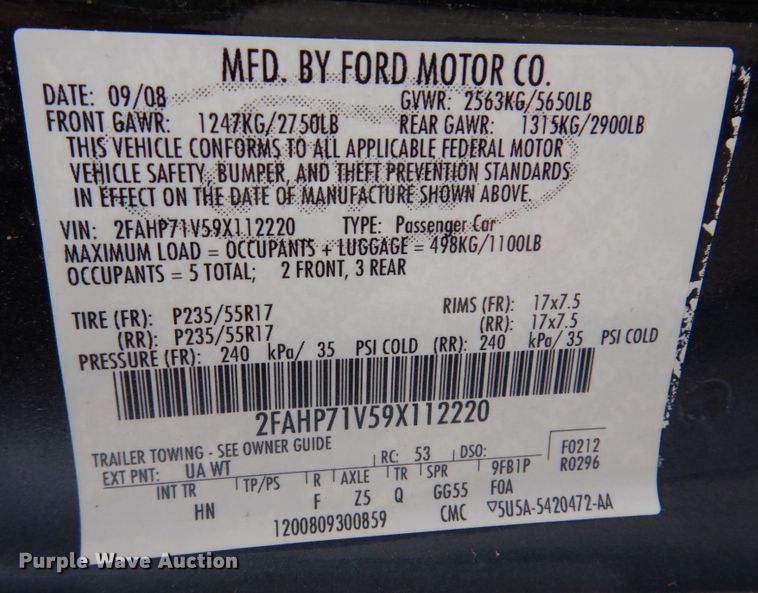 MFD. BY FORD MOTOR CO.
DATE: 09/08 GVWR: 2563KG/5650LB
FRONT GAWR: 1247KG/2750LB REAR GAWR: 1315KG/2900LB
THIS VEHICLE CONFORMS TO ALL APPLICABLE FEDERAL MOTOR
VEHICLE SAFETY, BUMPER, AND THEFT PREVENTION STANDARDS
IN EFFECT ON THE DATE OF MANUFACTURE SHOWN ABOVE.
VIN: 2FAHP71V59X112220 TYPE: Passenger Car
MAXIMUM LOAD = OCCUPANTS + LUGGAGE = 498KG/1100LB
OCCUPANTS = 5 TOTAL; 2 FRONT, 3 REAR
TIRE (FR): P235/55R17 RIMS (FR): 17x7.5
(RR): P235/55R17 (RR): 17x7.5
PRESSURE (FR): 240 kPa/ 35 PSI COLD (RR): 240 kPa/ 35 PSI COLD
2FAHP71V59X112220
TRAILER TOWING - SEE OWNER GUIDE
EXT PNT: UA WT RC: 53 DSO: F0212
INT TR TP/PS R AXLE TR SPR 9FB1P R0296
HN F Z5 Q GG55 F0A
1200809300859 CMC ▽5U5A-5420472-AA
Purple Wave Auction